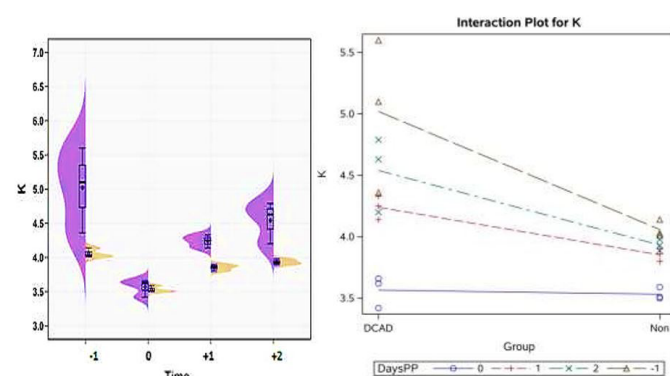 7.0
6.5
6.0
5.5
5.0
4.5
4.0
3.5
3.0
K
-1
0
+1
+2
Time
Interaction Plot for K
5.5
5.0
4.5
4.0
3.5
K
DCAD
Non
Group
DaysPP 0 1 2 -1